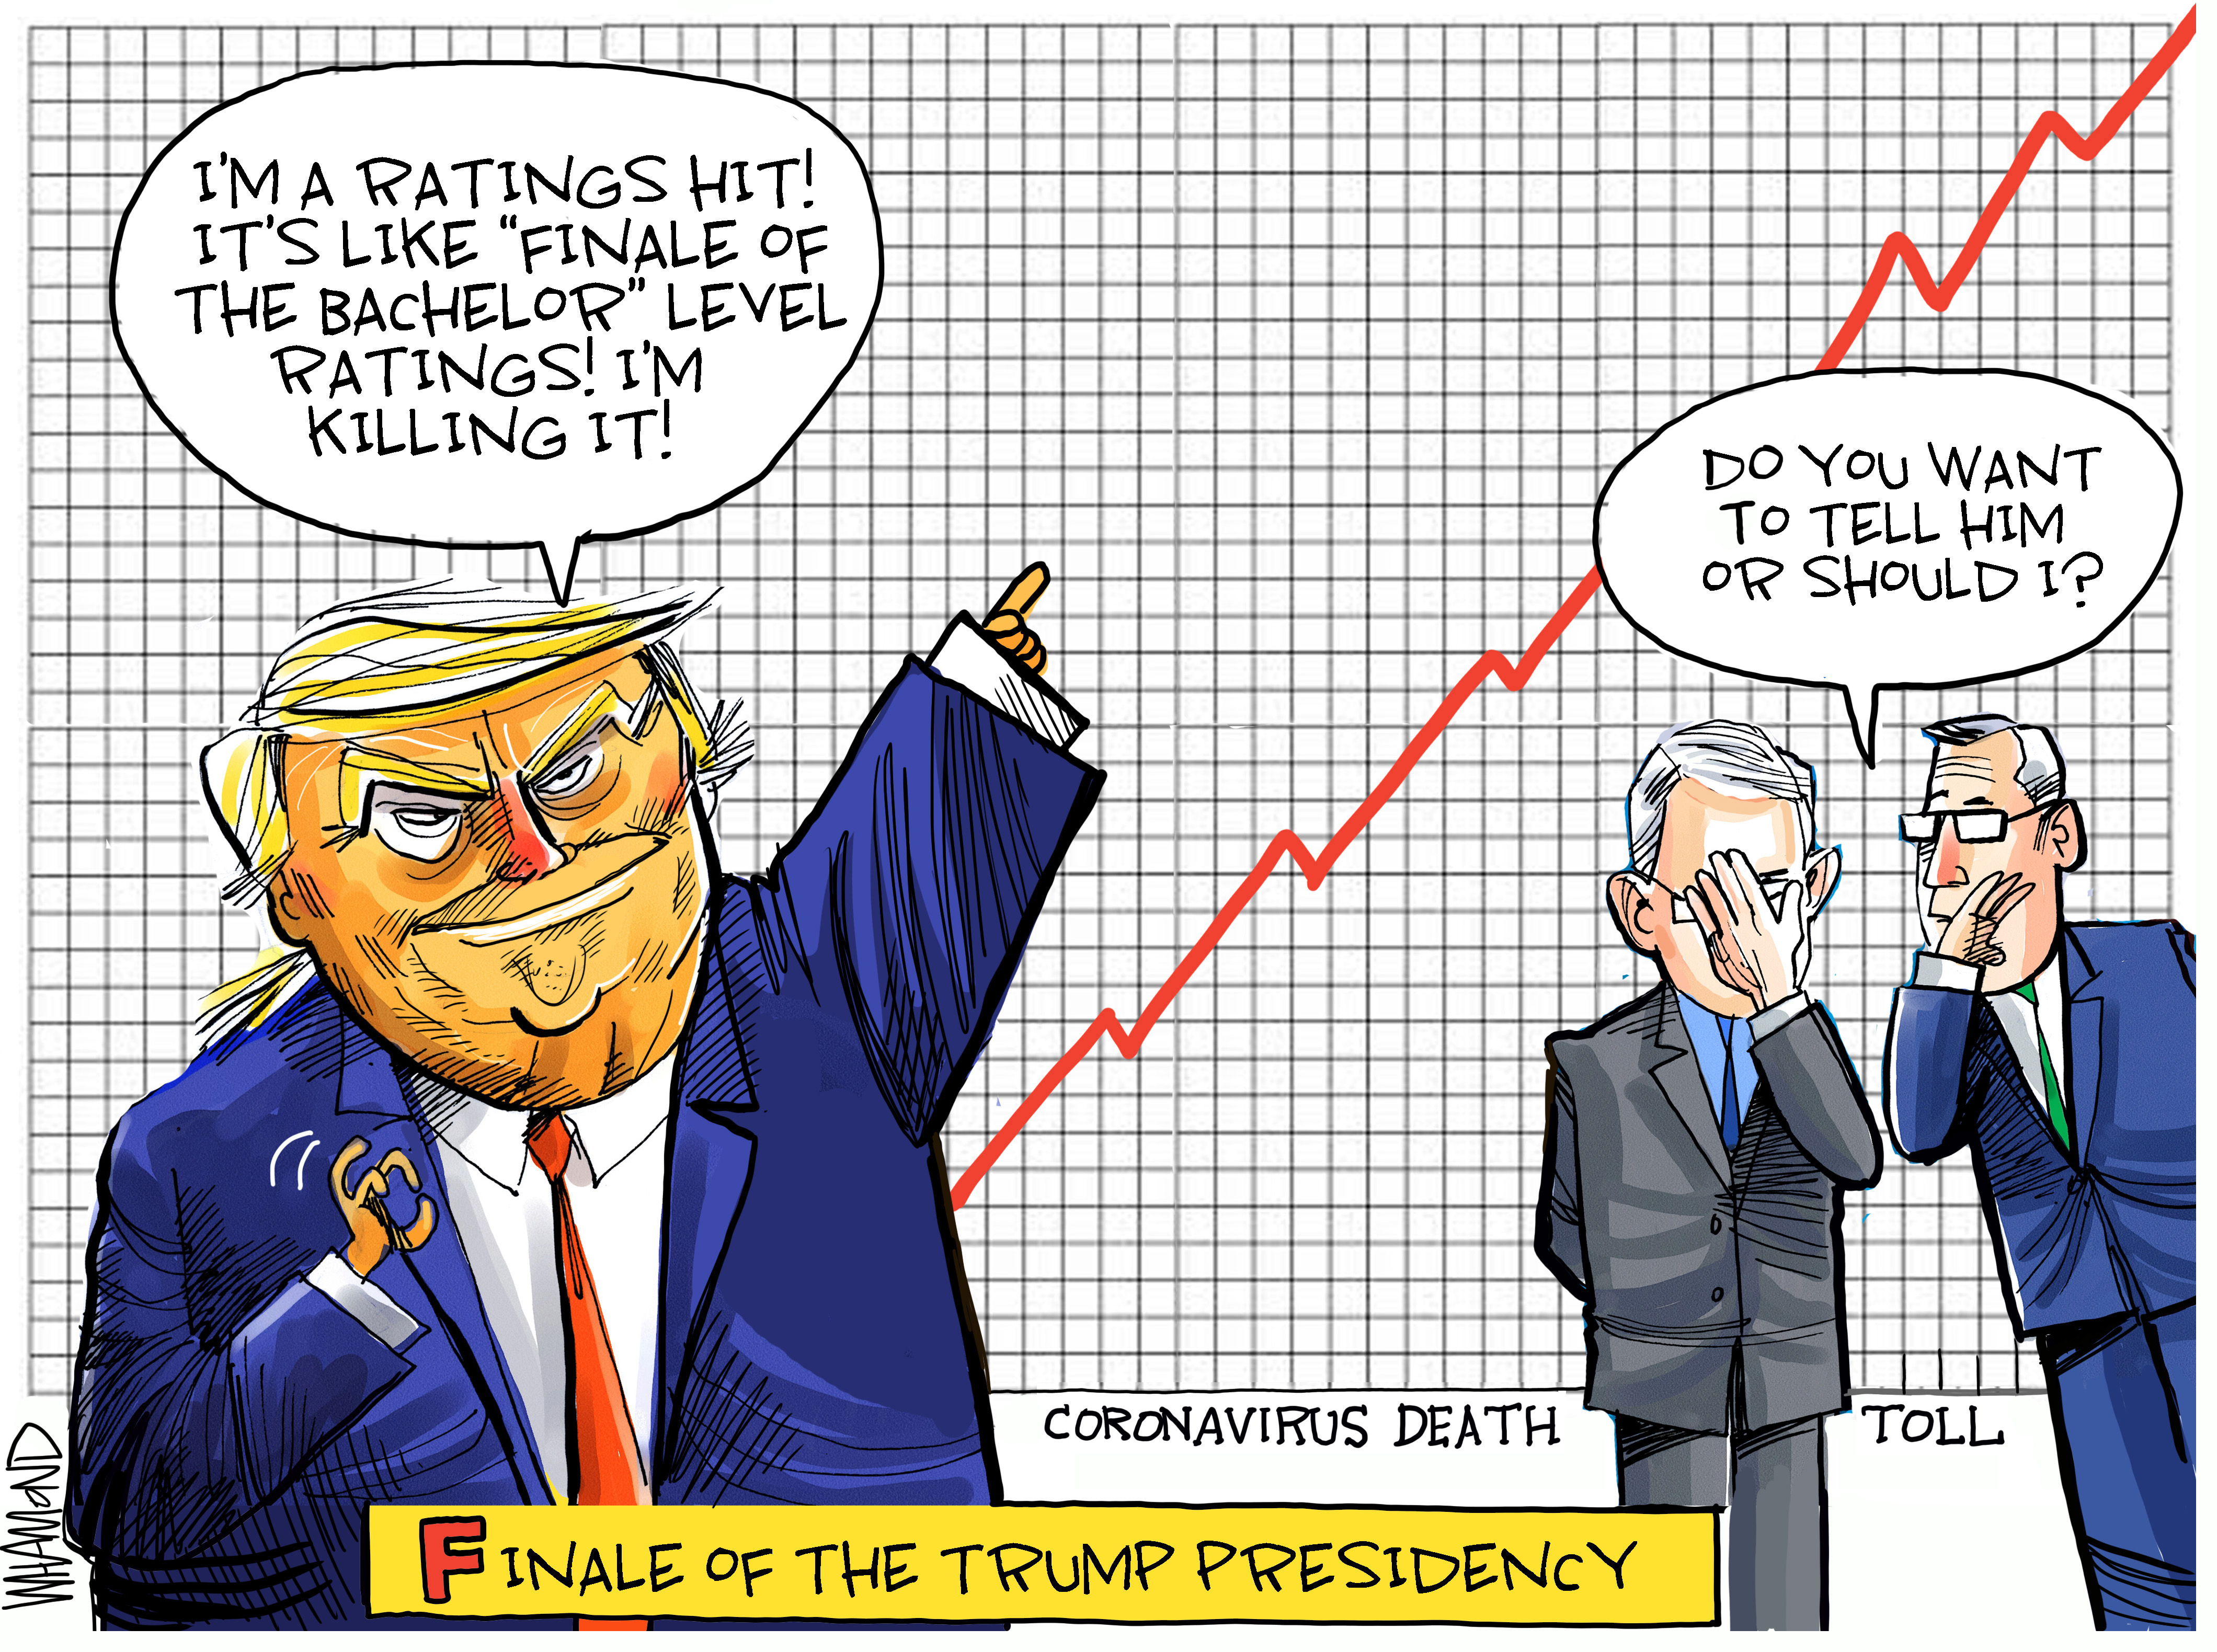 I'M A RATINGS HIT!
IT'S LIKE "FINALE OF
THE BACHELOR" LEVEL
RATINGS! I'M
KILLING IT!
DO YOU WANT
TO TELL HIM
OR SHOULD I?
CORONAVIRUS DEATH TOLL
FINALE OF THE TRUMP PRESIDENCY
WHAMOND